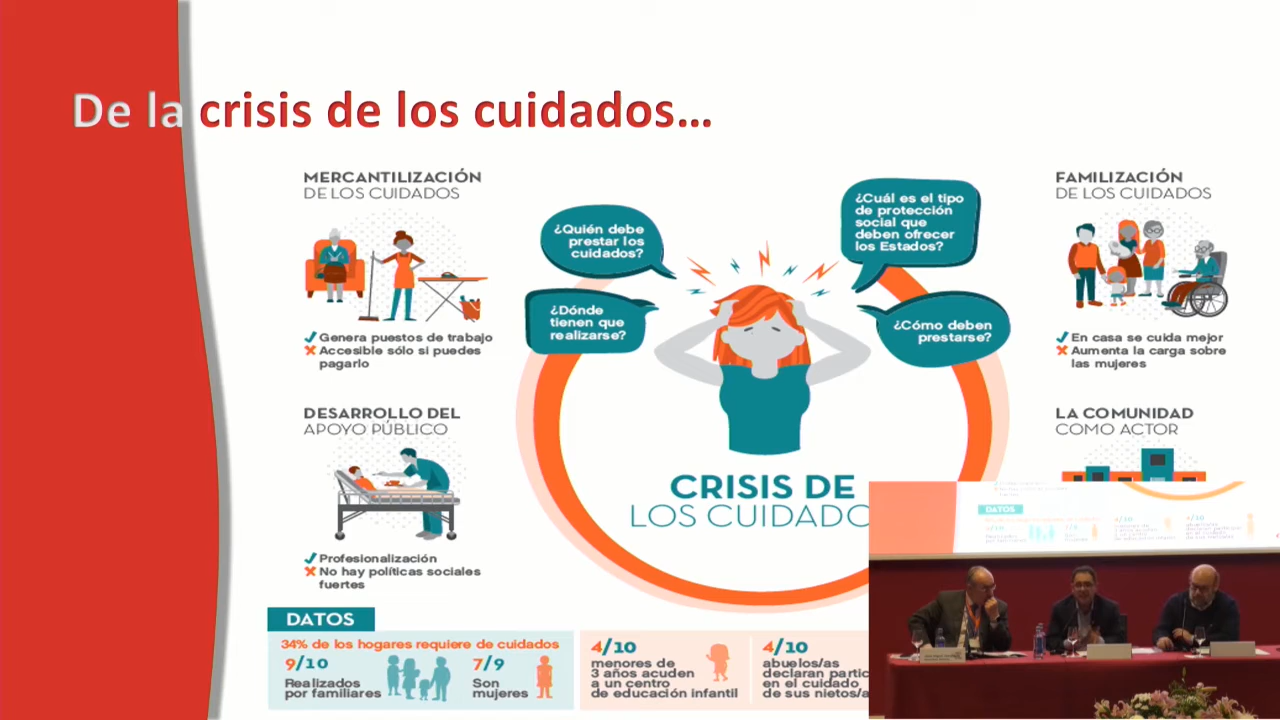 De la crisis de los cuidados...
MERCANTILIZACIÓN
DE LOS CUIDADOS
Genera puestos de trabajo
Accesible sólo si puedes
pagarlo
DESARROLLO DEL
APOYO PÚBLICO
Profesionalización
No hay políticas sociales
fuertes
¿Quién debe
prestar los
cuidados?
¿Dónde
tienen que
realizarse?
¿Cuál es el tipo
de protección
social que
deben ofrecer
los Estados?
¿Cómo deben
prestarse?
CRISIS DE
LOS CUIDADO
FAMILIZACIÓN
DE LOS CUIDADOS
En casa se cuida mejor
Aumenta la carga sobre
las mujeres
LA COMUNIDAD
COMO ACTOR
DATOS
34% de los hogares requiere de cuidados
9/10
Realizados
por familiares
7/9
Son
mujeres
4/10
menores de
3 años acuden
a un centro
de educación infantil
4/10
abuelos/as
declaran partic
en el cuidado
de sus nietos/a
DATOS